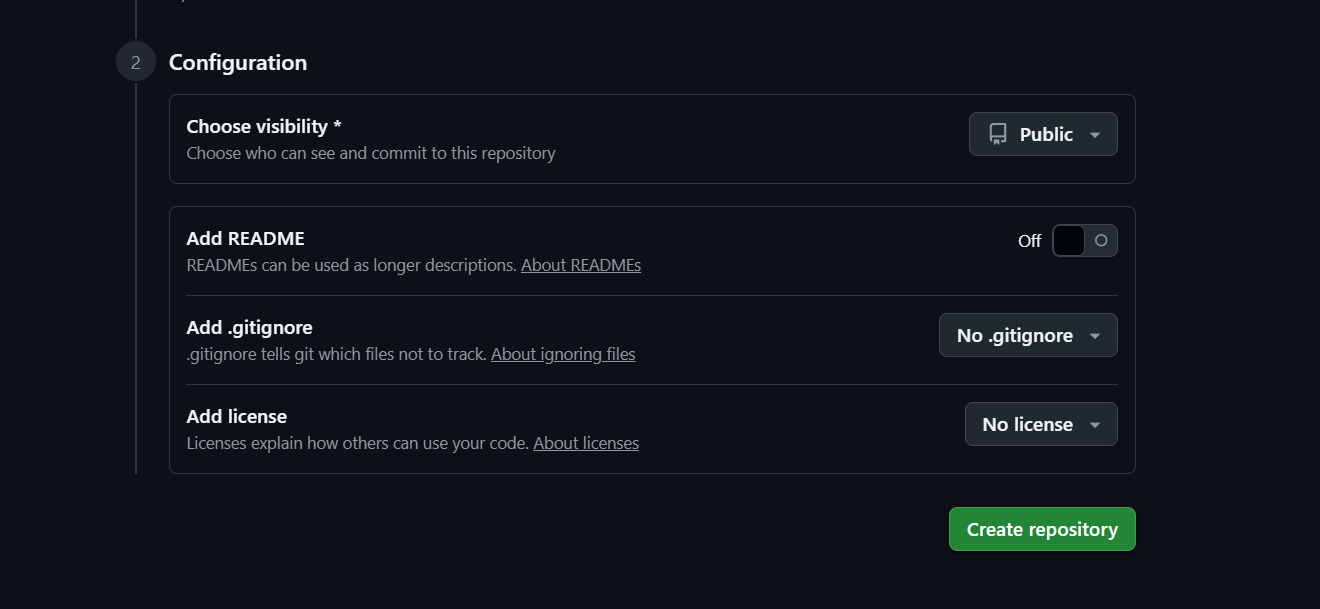 2
Configuration
Choose visibility *
Choose who can see and commit to this repository
Public
Add README
READMEs can be used as longer descriptions. About READMEs
Off
Add .gitignore
.gitignore tells git which files not to track. About ignoring files
No .gitignore
Add license
Licenses explain how others can use your code. About licenses
No license
Create repository